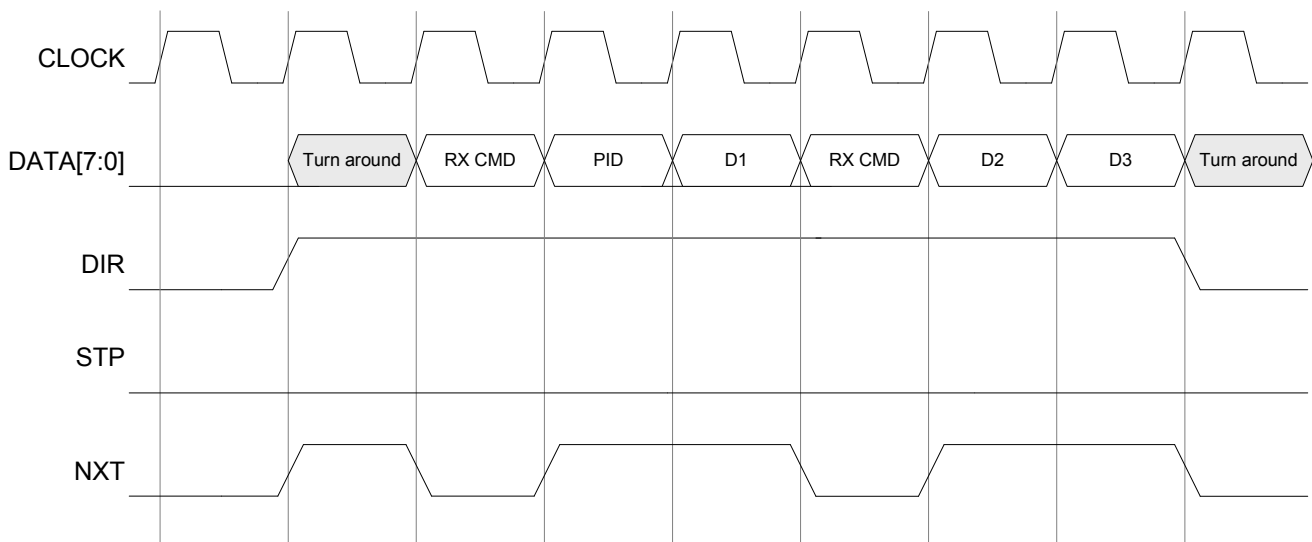 CLOCK
DATA[7:0]
Turn around
RX CMD
PID
D1
RX CMD
D2
D3
Turn around
DIR
STP
NXT